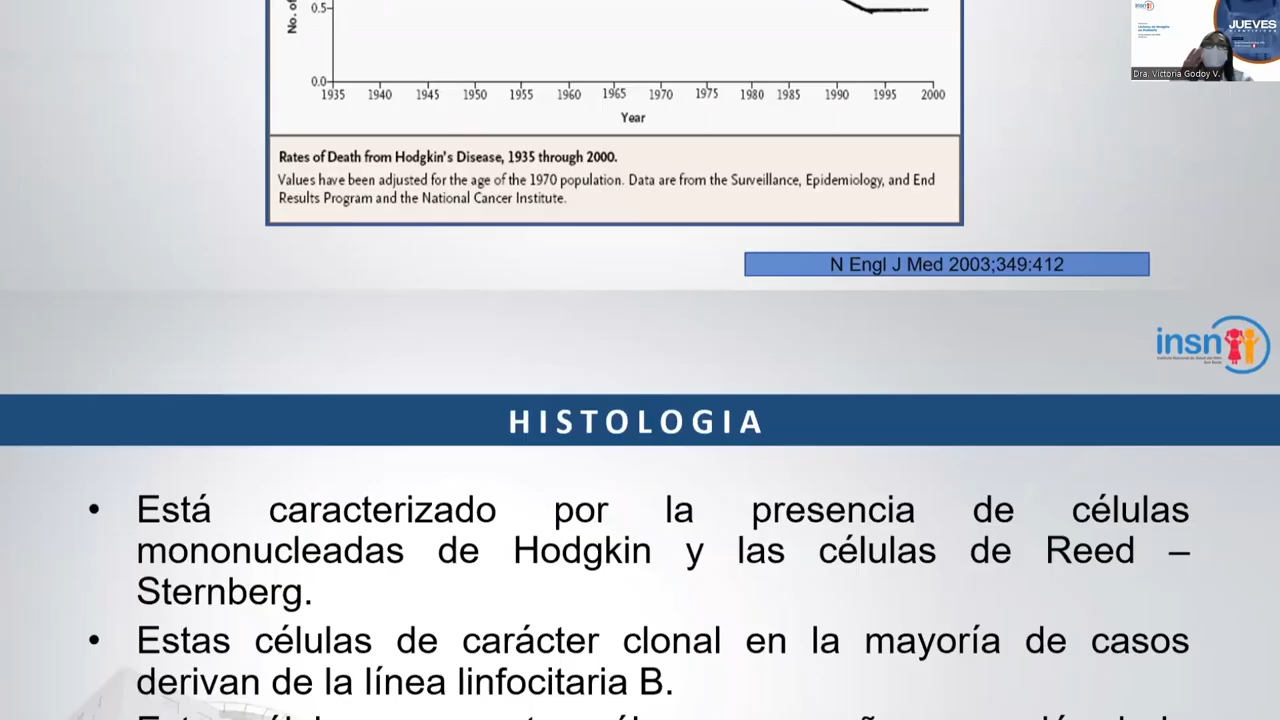 No. of
0.5
0.0
1935 1940 1945 1950 1955 1960 1965 1970 1975 1980 1985 1990 1995 2000
Year
Rates of Death from Hodgkin's Disease, 1935 through 2000.
Values have been adjusted for the age of the 1970 population. Data are from the Surveillance, Epidemiology, and End
Results Program and the National Cancer Institute.
N Engl J Med 2003;349:412
insn
JUEVES
Dra. Victoria Godoy V.
insn
HISTOLOGIA
• Está caracterizado por la presencia de células
mononucleadas de Hodgkin y las células de Reed –
Sternberg.
• Estas células de carácter clonal en la mayoría de casos
derivan de la línea linfocitaria B.